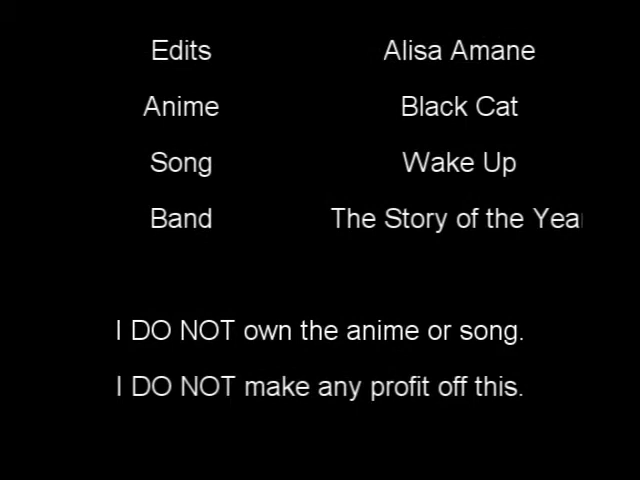 Edits Alisa Amane
Anime Black Cat
Song Wake Up
Band The Story of the Yea
I DO NOT own the anime or song.
I DO NOT make any profit off this.